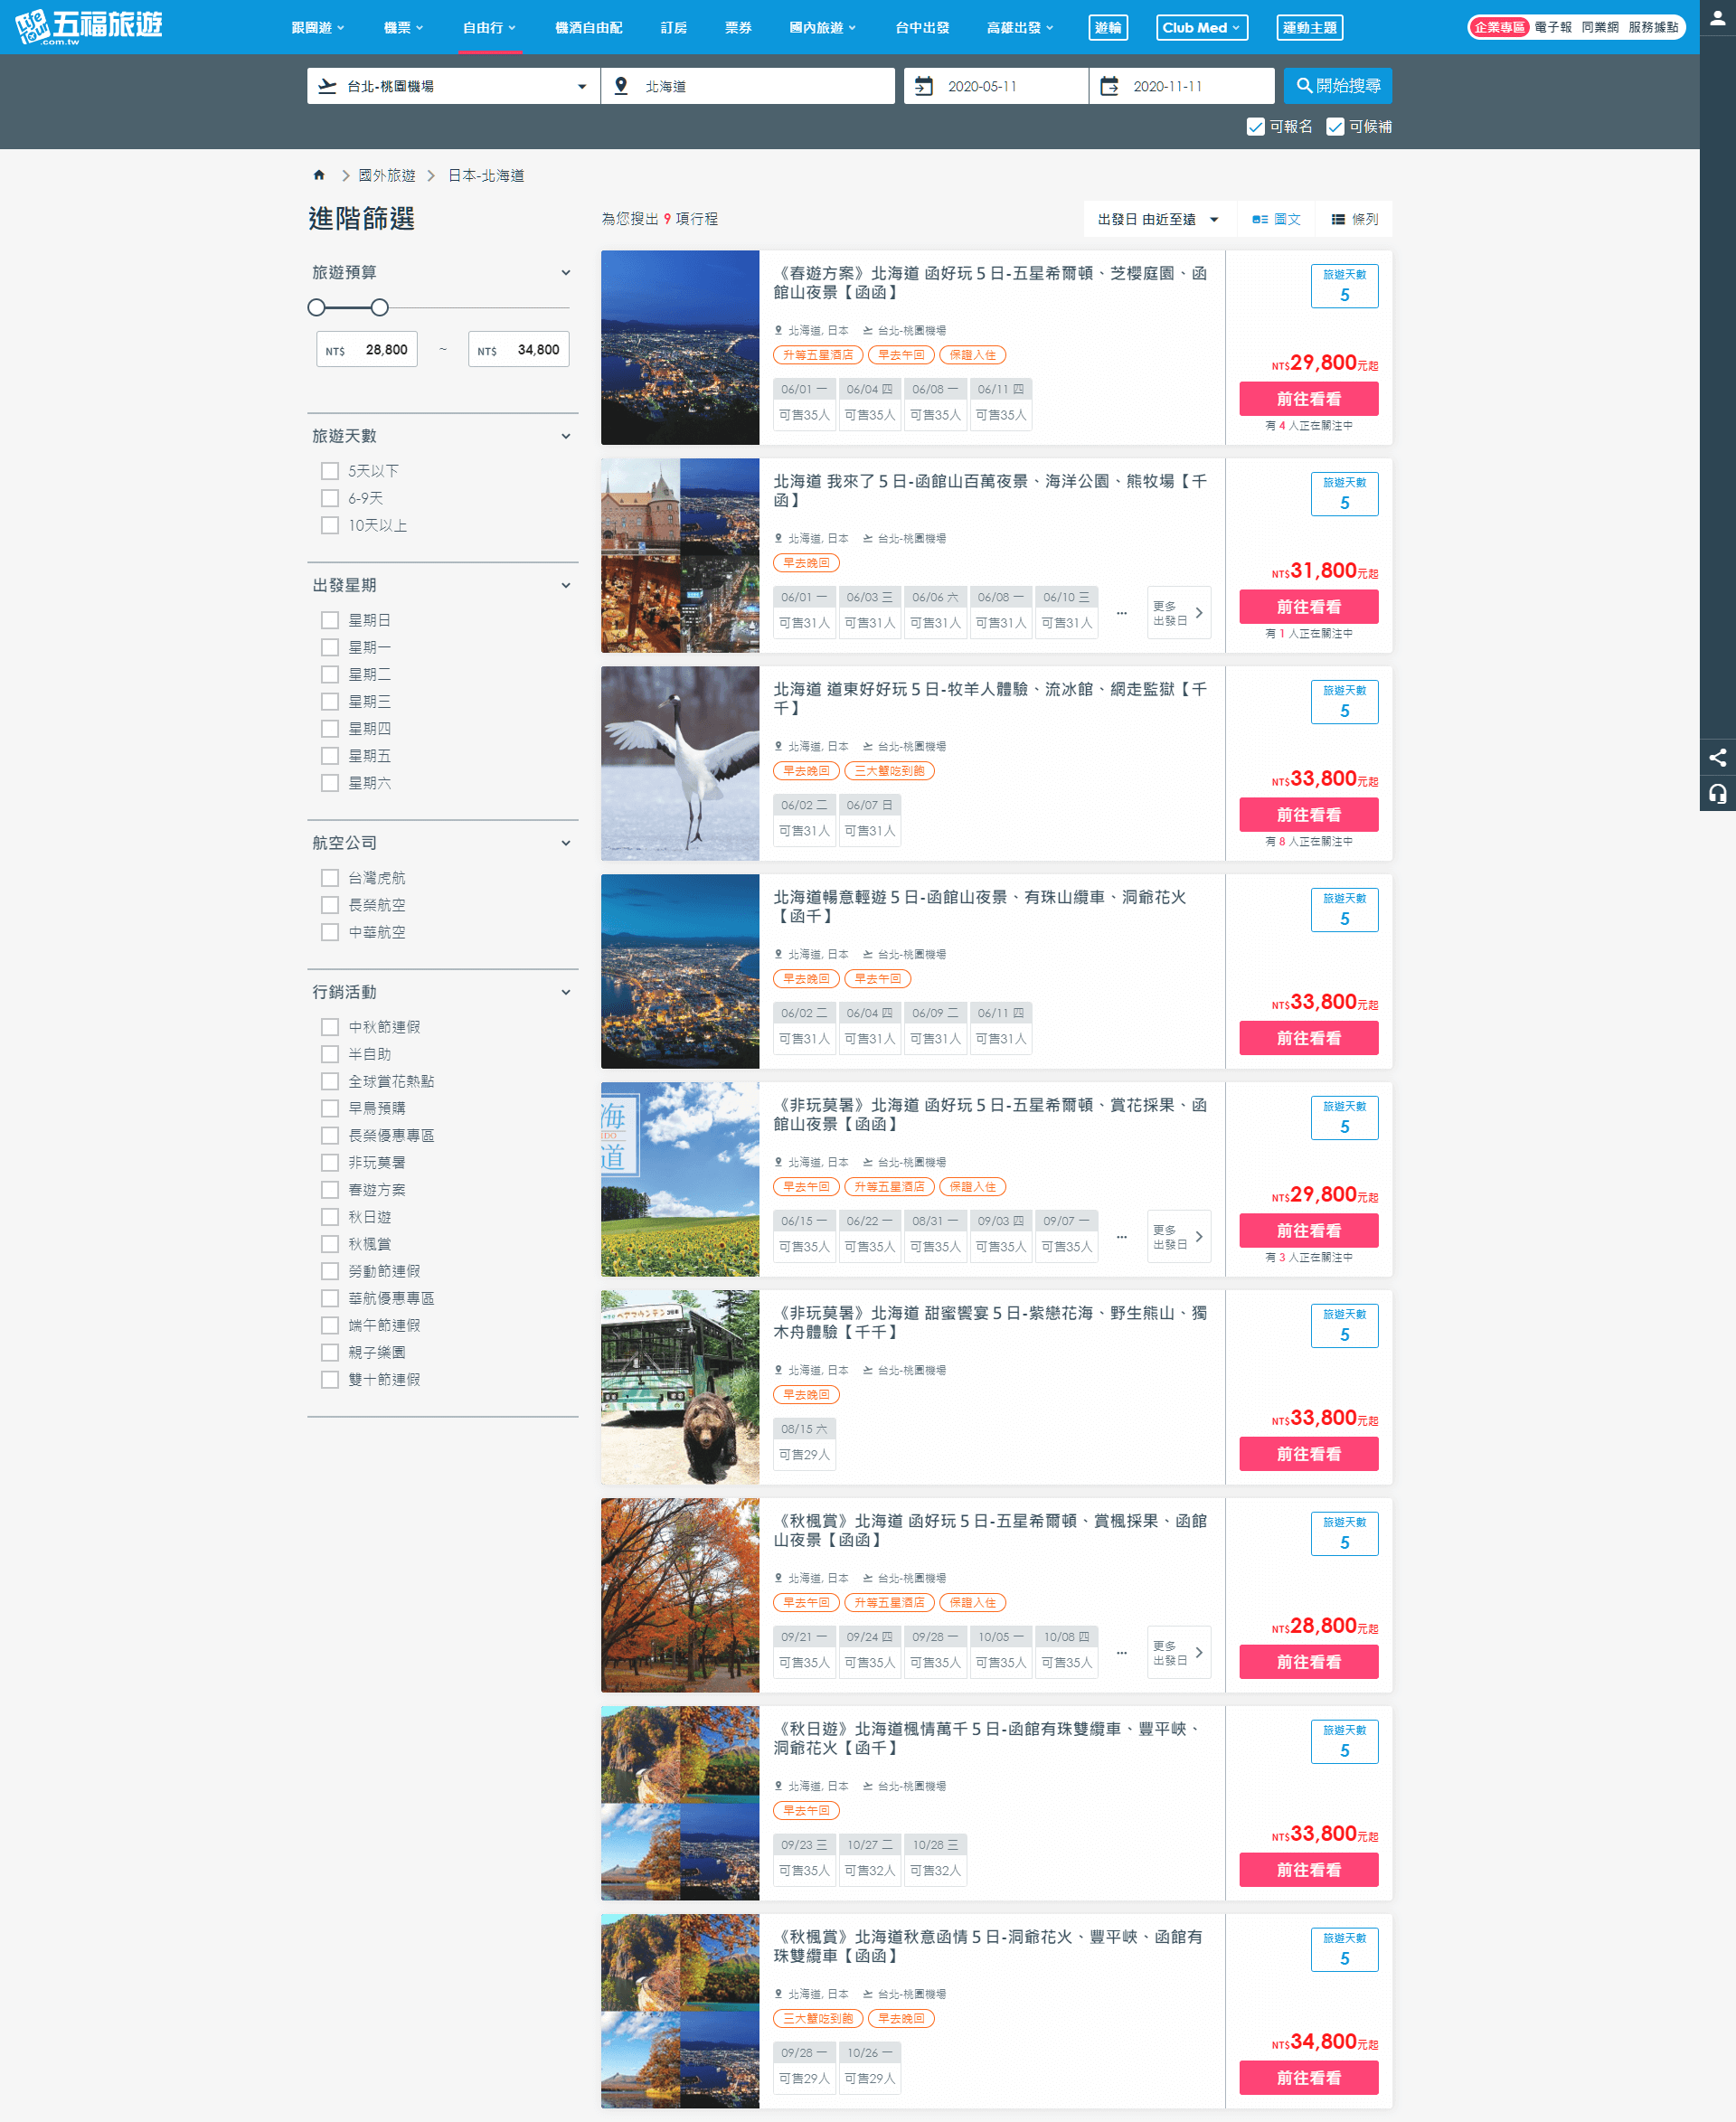 Life 五福旅遊 .com.tw
跟團遊 機票 自由行 機酒自由配 訂房 票券 國內旅遊 台中出發 高雄出發 遊輪 Club Med 運動主題 企業專區 電子報 同業網 服務據點
台北-桃園機場 北海道 2020-05-11 2020-11-11 開始搜尋
可報名 可候補
國外旅遊 日本-北海道
進階篩選
為您搜出 9 項行程
出發日 由近至遠 圖文 條列
旅遊預算
NT$ 28,800 ~ NT$ 34,800
旅遊天數
5天以下
6-9天
10天以上
出發星期
星期日
星期一
星期二
星期三
星期四
星期五
星期六
航空公司
台灣虎航
長榮航空
中華航空
行銷活動
中秋節連假
半自助
全球賞花熱點
早鳥預購
長榮優惠專區
非玩莫暑
春遊方案
秋日遊
秋楓賞
勞動節連假
華航優惠專區
端午節連假
親子樂園
雙十節連假
《春遊方案》北海道 函好玩５日-五星希爾頓、芝櫻庭園、函
館山夜景【函函】
北海道, 日本 台北-桃園機場
升等五星酒店 早去午回 保證入住
06/01 一 06/04 四 06/08 一 06/11 四
可售35人 可售35人 可售35人 可售35人
旅遊天數
5
NT$29,800元起
前往看看
有 4 人正在關注中
北海道 我來了５日-函館山百萬夜景、海洋公園、熊牧場【千
函】
北海道, 日本 台北-桃園機場
早去晚回
06/01 一 06/03 三 06/06 六 06/08 一 06/10 三
可售31人 可售31人 可售31人 可售31人 可售31人
... 更多
出發日
旅遊天數
5
NT$31,800元起
前往看看
有 1 人正在關注中
北海道 道東好好玩５日-牧羊人體驗、流冰館、網走監獄【千
千】
北海道, 日本 台北-桃園機場
早去晚回 三大蟹吃到飽
06/02 二 06/07 日
可售31人 可售31人
旅遊天數
5
NT$33,800元起
前往看看
有 8 人正在關注中
北海道暢意輕遊５日-函館山夜景、有珠山纜車、洞爺花火
【函千】
北海道, 日本 台北-桃園機場
早去晚回 早去午回
06/02 二 06/04 四 06/09 二 06/11 四
可售31人 可售31人 可售31人 可售31人
旅遊天數
5
NT$33,800元起
前往看看
海
道
《非玩莫暑》北海道 函好玩５日-五星希爾頓、賞花採果、函
館山夜景【函函】
北海道, 日本 台北-桃園機場
早去午回 升等五星酒店 保證入住
06/15 一 06/22 一 08/31 一 09/03 四 09/07 一
可售35人 可售35人 可售35人 可售35人 可售35人
... 更多
出發日
旅遊天數
5
NT$29,800元起
前往看看
有 3 人正在關注中
《非玩莫暑》北海道 甜蜜饗宴５日-紫戀花海、野生熊山、獨
木舟體驗【千千】
北海道, 日本 台北-桃園機場
早去晚回
08/15 六
可售29人
旅遊天數
5
NT$33,800元起
前往看看
《秋楓賞》北海道 函好玩５日-五星希爾頓、賞楓採果、函館
山夜景【函函】
北海道, 日本 台北-桃園機場
早去午回 升等五星酒店 保證入住
09/21 一 09/24 四 09/28 一 10/05 一 10/08 四
可售35人 可售35人 可售35人 可售35人 可售35人
... 更多
出發日
旅遊天數
5
NT$28,800元起
前往看看
《秋日遊》北海道楓情萬千５日-函館有珠雙纜車、豐平峽、
洞爺花火【函千】
北海道, 日本 台北-桃園機場
早去午回
09/23 三 10/27 二 10/28 三
可售35人 可售32人 可售32人
旅遊天數
5
NT$33,800元起
前往看看
《秋楓賞》北海道秋意函情５日-洞爺花火、豐平峽、函館有
珠雙纜車【函函】
北海道, 日本 台北-桃園機場
三大蟹吃到飽 早去晚回
09/28 一 10/26 一
可售29人 可售29人
旅遊天數
5
NT$34,800元起
前往看看